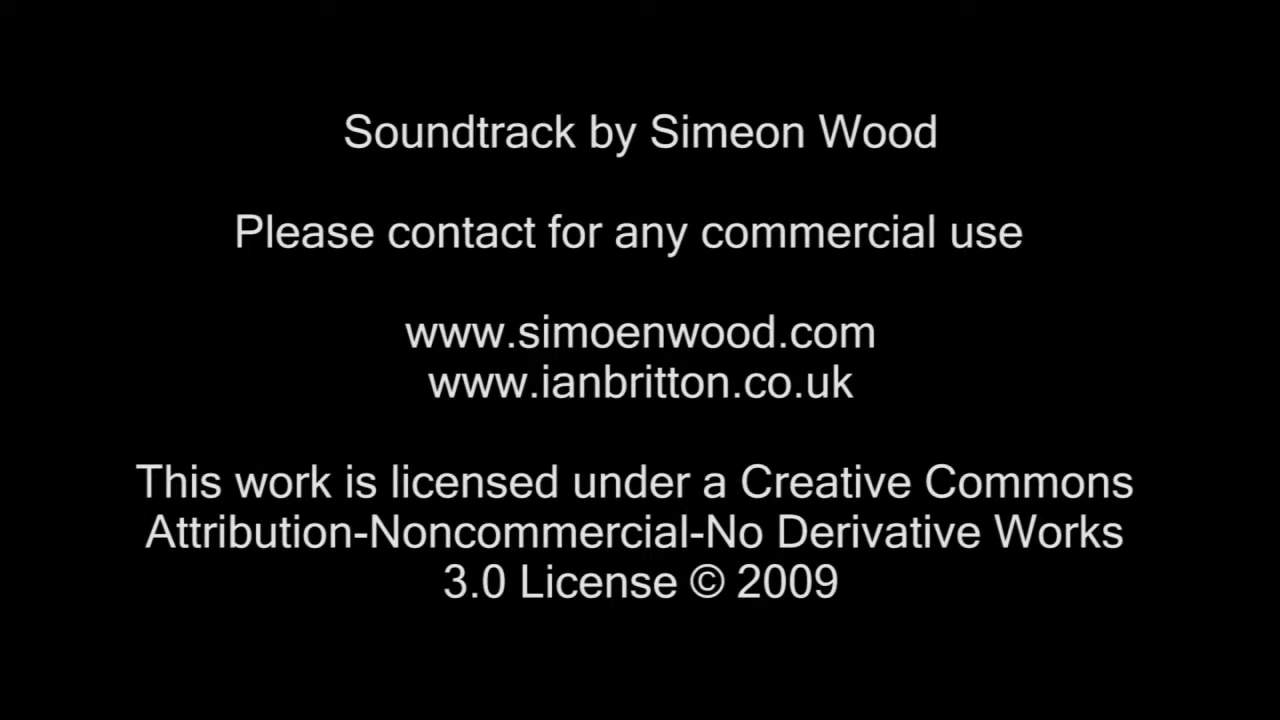 Soundtrack by Simeon Wood
Please contact for any commercial use
www.simoenwood.com
www.ianbritton.co.uk
This work is licensed under a Creative Commons
Attribution-Noncommercial-No Derivative Works
3.0 License © 2009